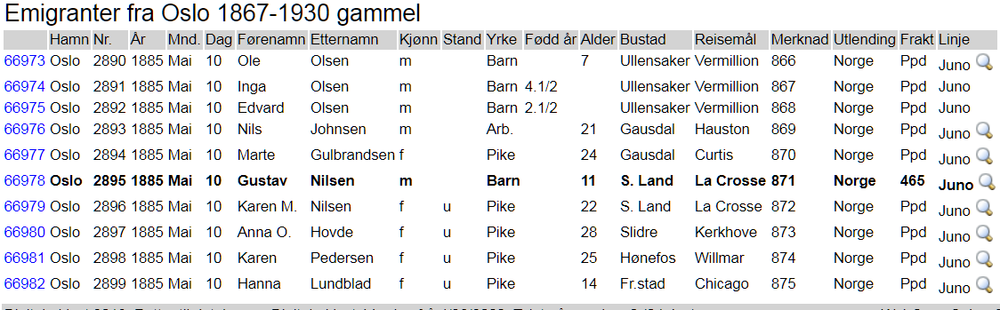 Emigranter fra Oslo 1867-1930 gammel
Hamn Nr. År Mnd. Dag Førenamn Etternamn Kjønn Stand Yrke Fødd år Alder Bustad Reisemål Merknad Utlending Frakt Linje
66973 Oslo 2890 1885 Mai 10 Ole Olsen m Barn 7 Ullensaker Vermillion 866 Norge Ppd Juno
66974 Oslo 2891 1885 Mai 10 Inga Olsen m Barn 4.1/2 Ullensaker Vermillion 867 Norge Ppd Juno
66975 Oslo 2892 1885 Mai 10 Edvard Olsen m Barn 2.1/2 Ullensaker Vermillion 868 Norge Ppd Juno
66976 Oslo 2893 1885 Mai 10 Nils Johnsen m Arb. 21 Gausdal Hauston 869 Norge Ppd Juno
66977 Oslo 2894 1885 Mai 10 Marte Gulbrandsen f Pike 24 Gausdal Curtis 870 Norge Ppd Juno
66978 Oslo 2895 1885 Mai 10 Gustav Nilsen m Barn 11 S. Land La Crosse 871 Norge 465 Juno
66979 Oslo 2896 1885 Mai 10 Karen M. Nilsen f u Pike 22 S. Land La Crosse 872 Norge Ppd Juno
66980 Oslo 2897 1885 Mai 10 Anna O. Hovde f u Pike 28 Slidre Kerkhove 873 Norge Ppd Juno
66981 Oslo 2898 1885 Mai 10 Karen Pedersen f u Pike 25 Hønefos Willmar 874 Norge Ppd Juno
66982 Oslo 2899 1885 Mai 10 Hanna Lundblad f u Pike 14 Fr.stad Chicago 875 Norge Ppd Juno